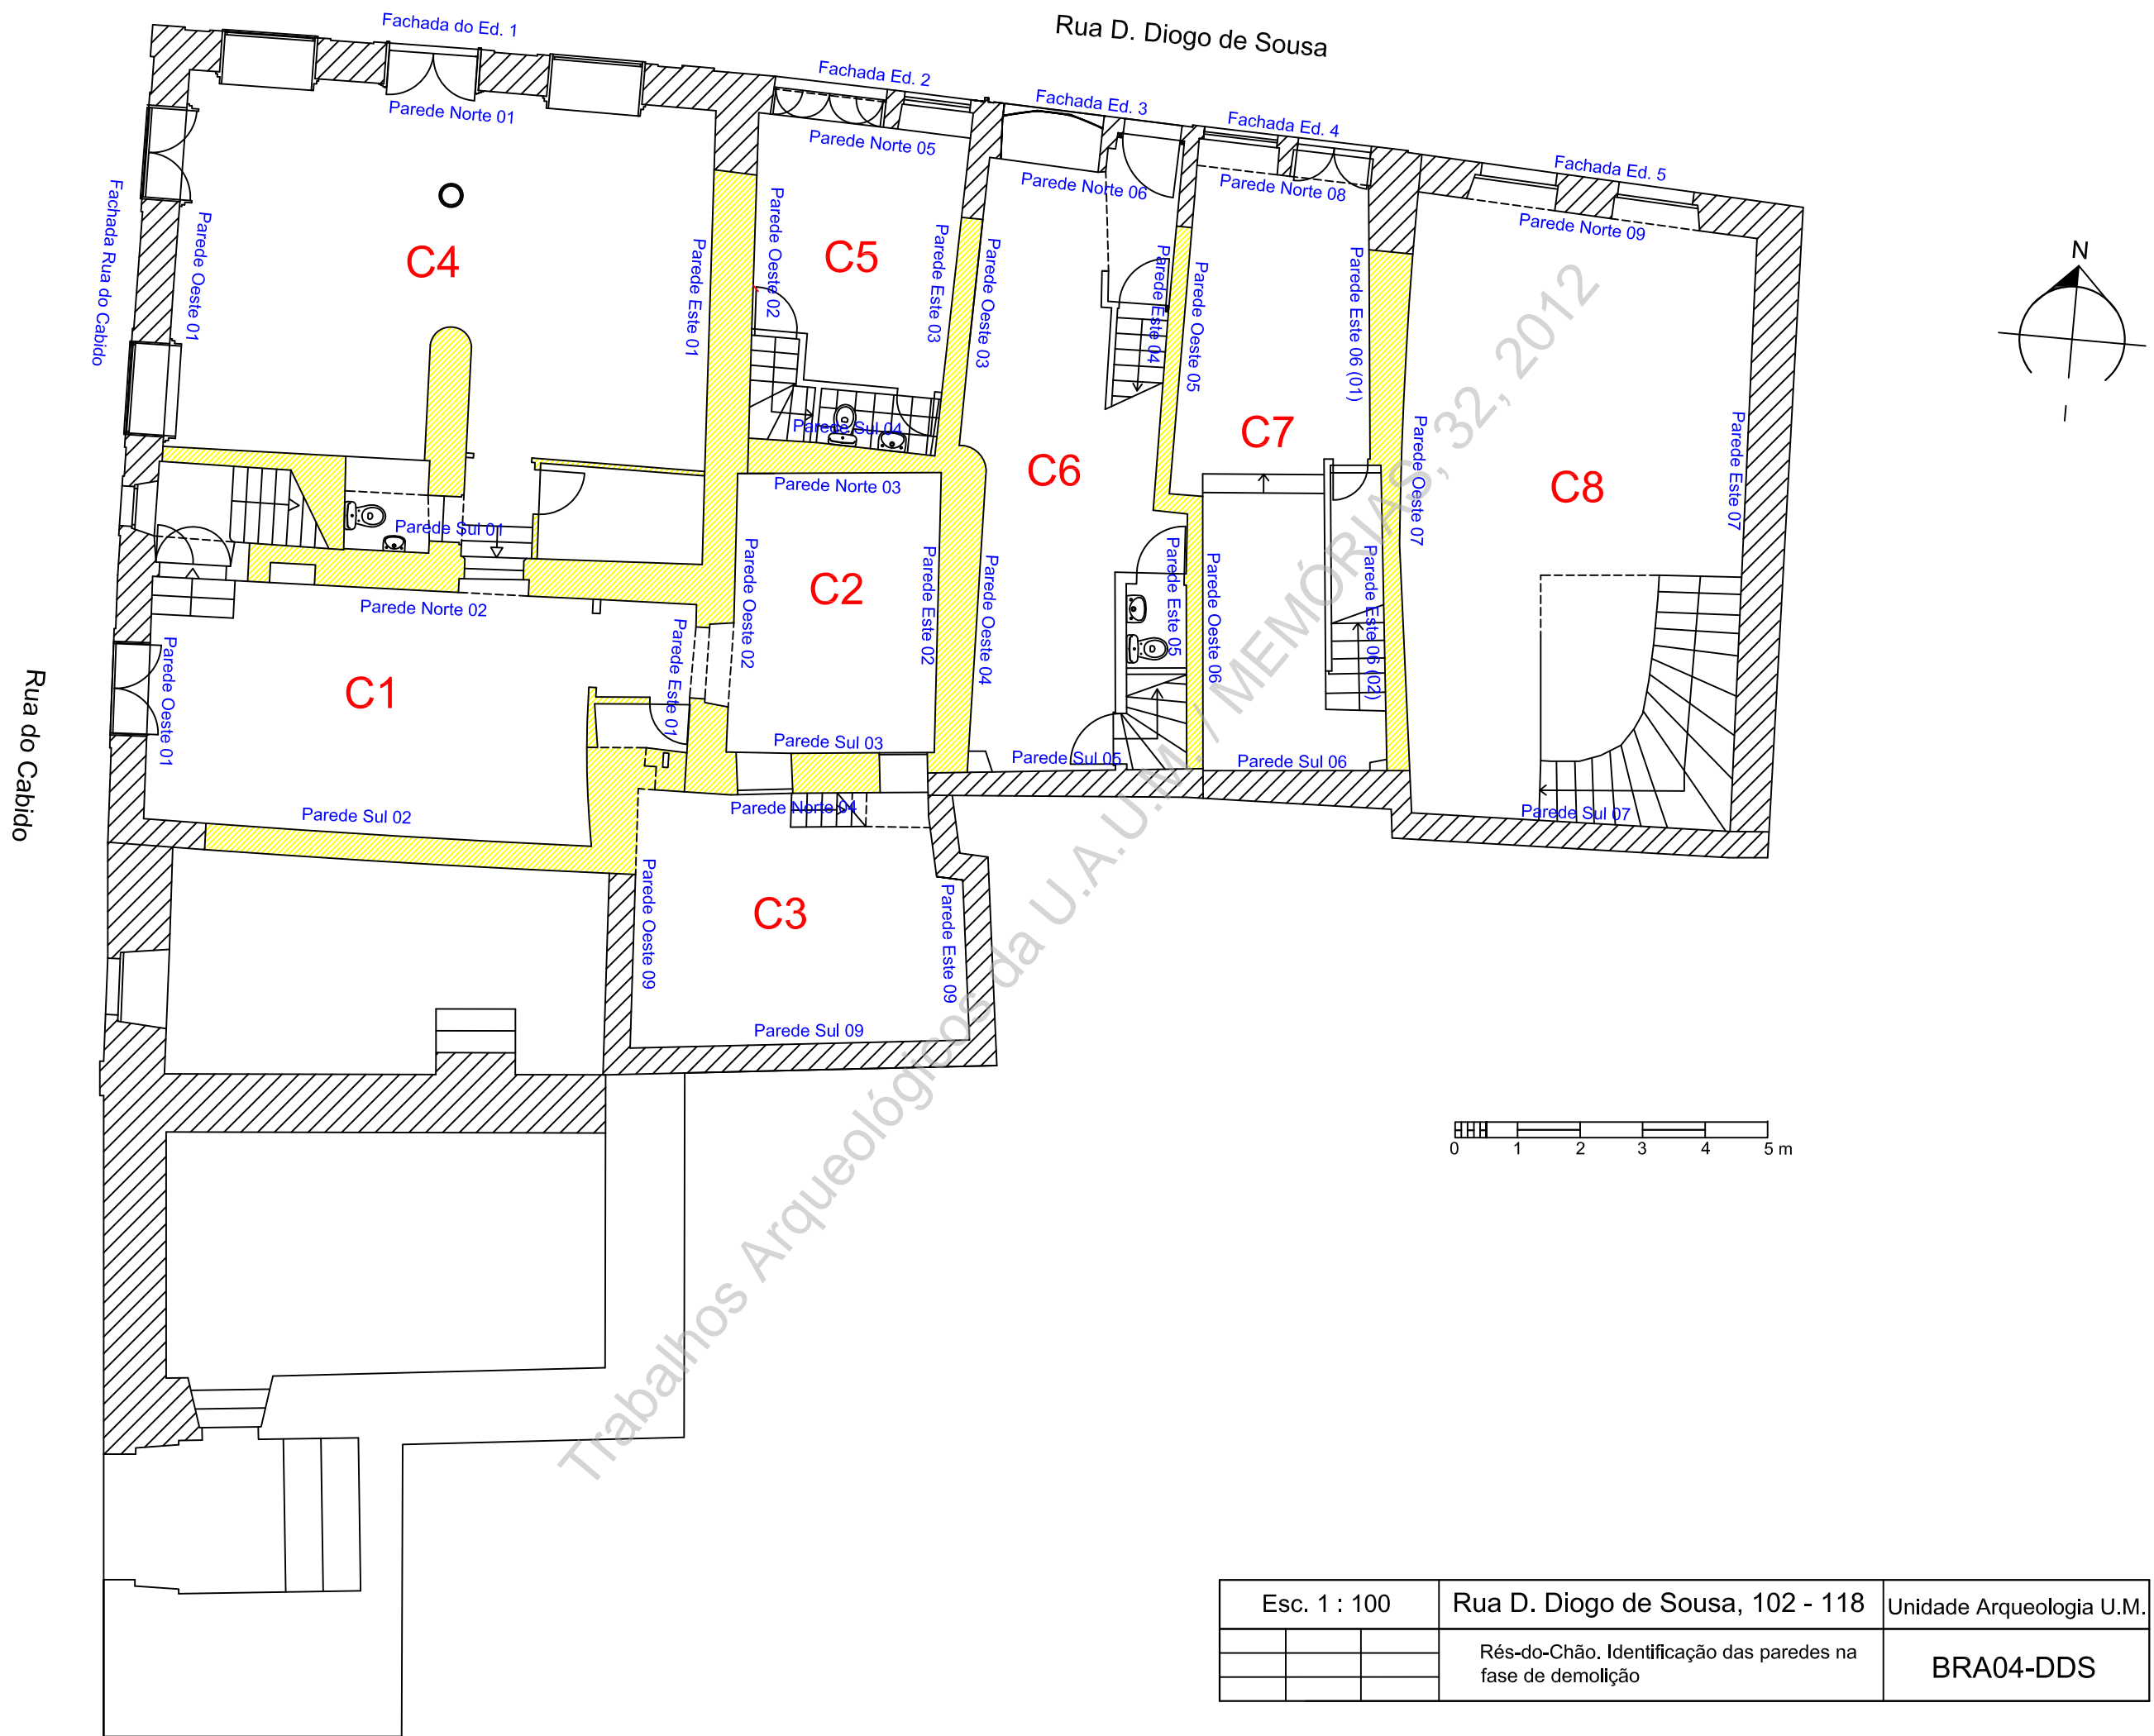 Fachada do Ed. 1
Rua D. Diogo de Sousa
Fachada Ed. 2
Fachada Ed. 3
Fachada Ed. 4
Fachada Ed. 5
Parede Norte 01
Parede Norte 05
Parede Norte 06
Parede Norte 08
Parede Norte 09
Fachada Rua do Cabido
Parede Oeste 01
C4
Parede Este 01
Parede Oeste 02
C5
Parede Este 03
Parede Oeste 03
Parede Este 04
Parede Oeste 05
Parede Este 06 (01)
N
Parede Sul 04
C6
C7
Parede Oeste 07
C8
Parede Este 07
Parede Norte 03
Parede Sul 01
Parede Norte 02
Parede Oeste 02
C2
Parede Este 02
Parede Oeste 04
Parede Este 05
Parede Oeste 06
Parede Este 06 (02)
Rua do Cabido
Parede Oeste 01
C1
Parede Este 01
Parede Sul 03
Parede Sul 05
Parede Sul 06
Parede Sul 02
Parede Norte 04
Parede Sul 07
Parede Oeste 09
C3
Parede Este 09
Parede Sul 09
Trabalhos Arqueológicos da U.A.U.M. / MEMÓRIAS, 32, 2012
0 1 2 3 4 5 m
Esc. 1 : 100
Rua D. Diogo de Sousa, 102 - 118
Unidade Arqueologia U.M.
Rés-do-Chão. Identificação das paredes na
fase de demolição
BRA04-DDS